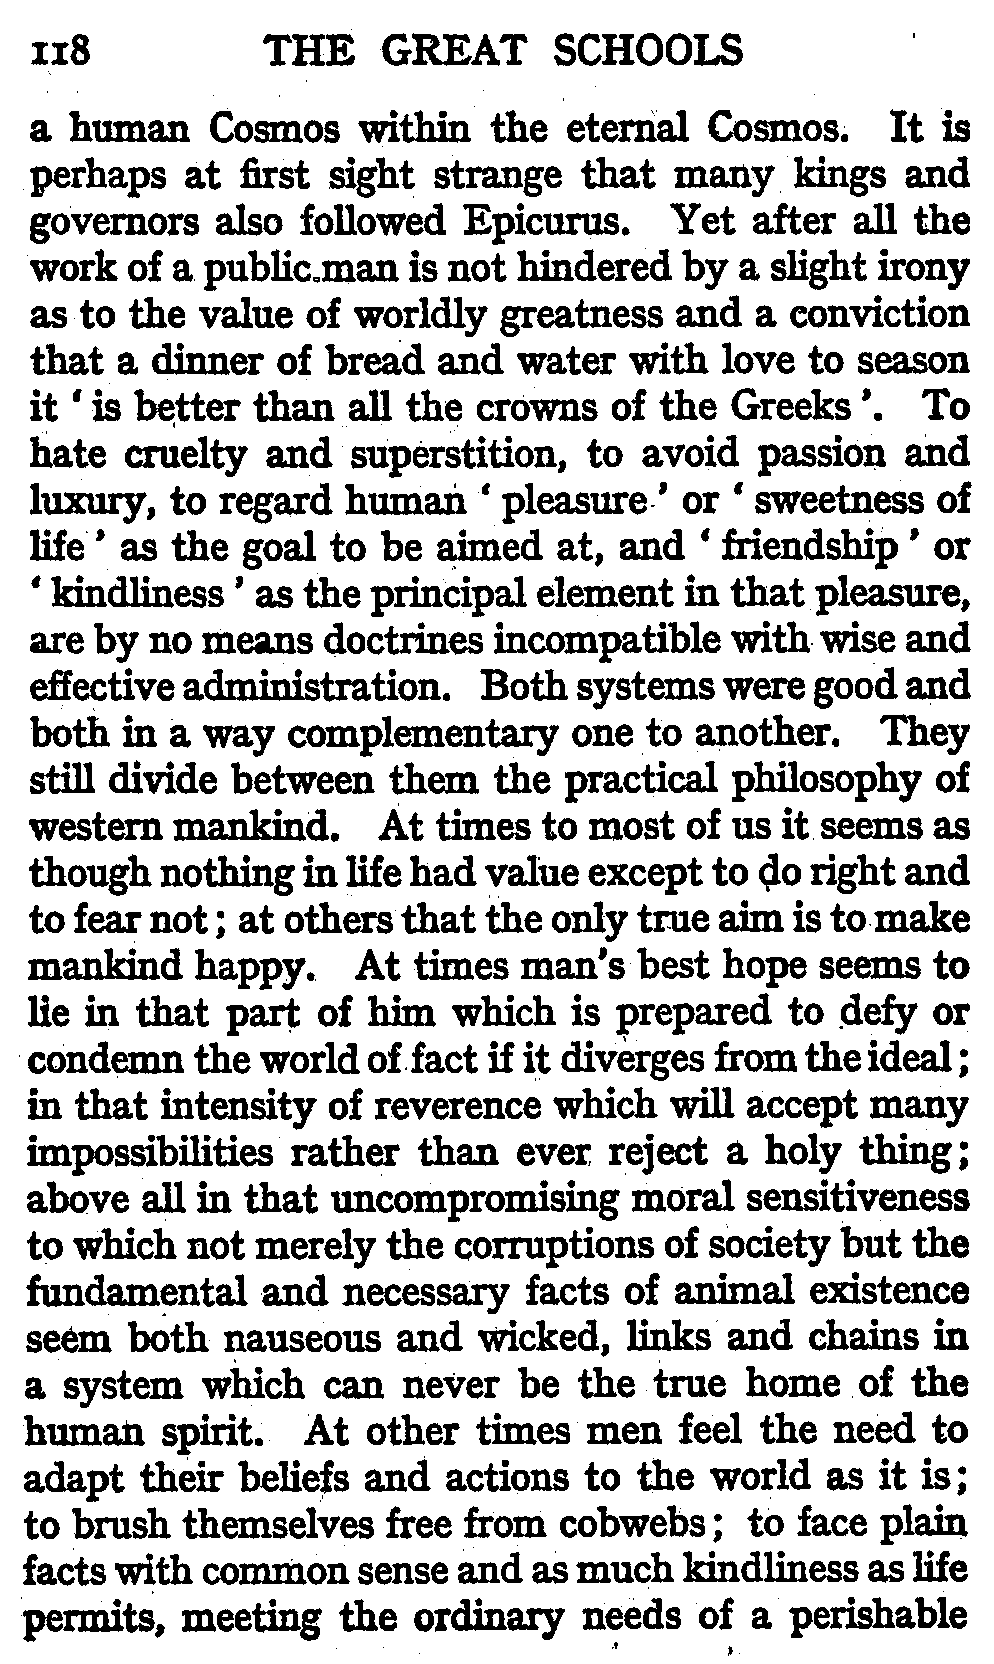 118 THE GREAT SCHOOLS
a human Cosmos within the eternal Cosmos. It is
perhaps at first sight strange that many kings and
governors also followed Epicurus. Yet after all the
work of a public man is not hindered by a slight irony
as to the value of worldly greatness and a conviction
that a dinner of bread and water with love to season
it ‘ is better than all the crowns of the Greeks ’. To
hate cruelty and superstition, to avoid passion and
luxury, to regard human ‘ pleasure ’ or ‘ sweetness of
life ’ as the goal to be aimed at, and ‘ friendship ’ or
‘ kindliness ’ as the principal element in that pleasure,
are by no means doctrines incompatible with wise and
effective administration. Both systems were good and
both in a way complementary one to another. They
still divide between them the practical philosophy of
western mankind. At times to most of us it seems as
though nothing in life had value except to do right and
to fear not ; at others that the only true aim is to make
mankind happy. At times man’s best hope seems to
lie in that part of him which is prepared to defy or
condemn the world of fact if it diverges from the ideal ;
in that intensity of reverence which will accept many
impossibilities rather than ever reject a holy thing ;
above all in that uncompromising moral sensitiveness
to which not merely the corruptions of society but the
fundamental and necessary facts of animal existence
seem both nauseous and wicked, links and chains in
a system which can never be the true home of the
human spirit. At other times men feel the need to
adapt their beliefs and actions to the world as it is ;
to brush themselves free from cobwebs ; to face plain
facts with common sense and as much kindliness as life
permits, meeting the ordinary needs of a perishable